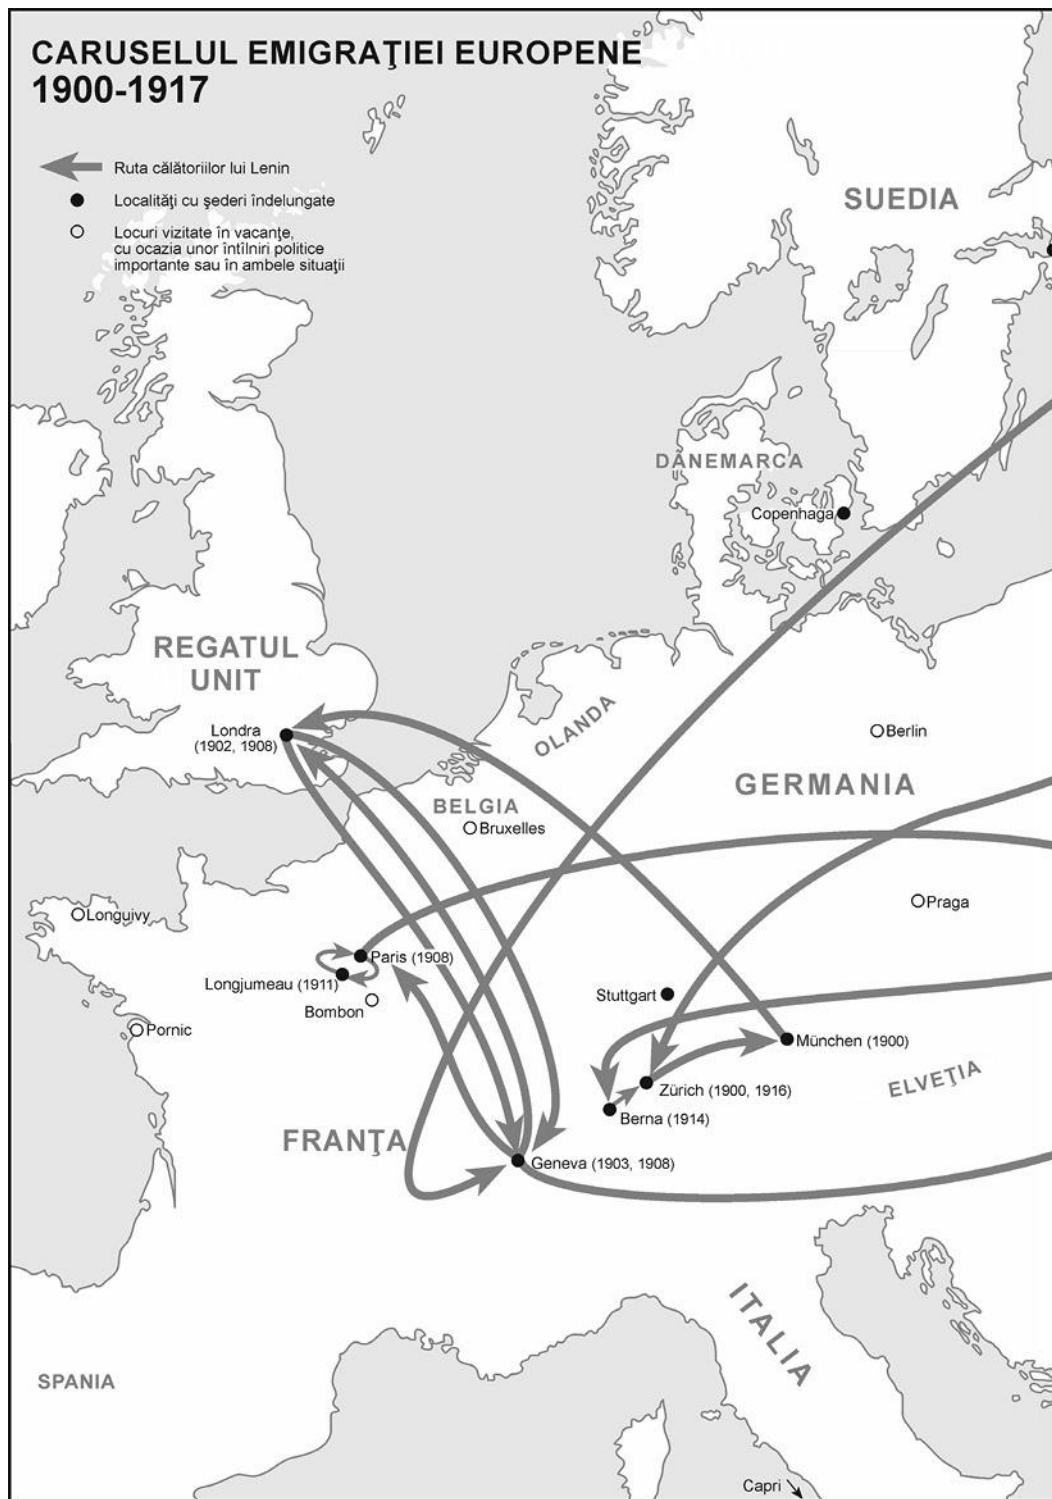 CARUSELUL EMIGRAŢIEI EUROPENE
1900-1917
Ruta călătoriilor lui Lenin
Localităţi cu şederi îndelungate
Locuri vizitate în vacanţe,
cu ocazia unor întîlniri politice
importante sau în ambele situaţii
SUEDIA
DANEMARCA
Copenhaga
REGATUL
UNIT
Londra
(1902, 1908)
OLANDA
Berlin
GERMANIA
BELGIA
Bruxelles
Longuivy
Praga
Paris (1908)
Longjumeau (1911)
Bombon
Stuttgart
Pornic
München (1900)
ELVEŢIA
Zürich (1900, 1916)
Berna (1914)
FRANŢA
Geneva (1903, 1908)
ITALIA
SPANIA
Capri